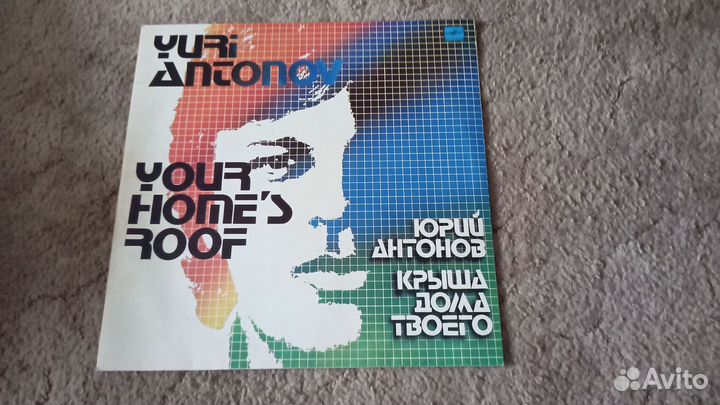 YURi
ANTONOV
YOUR
HOME'S
ROOF
ЮРИЙ
АНТОНОВ
КРЫША
ДОМА
ТВОЕГО
Avito